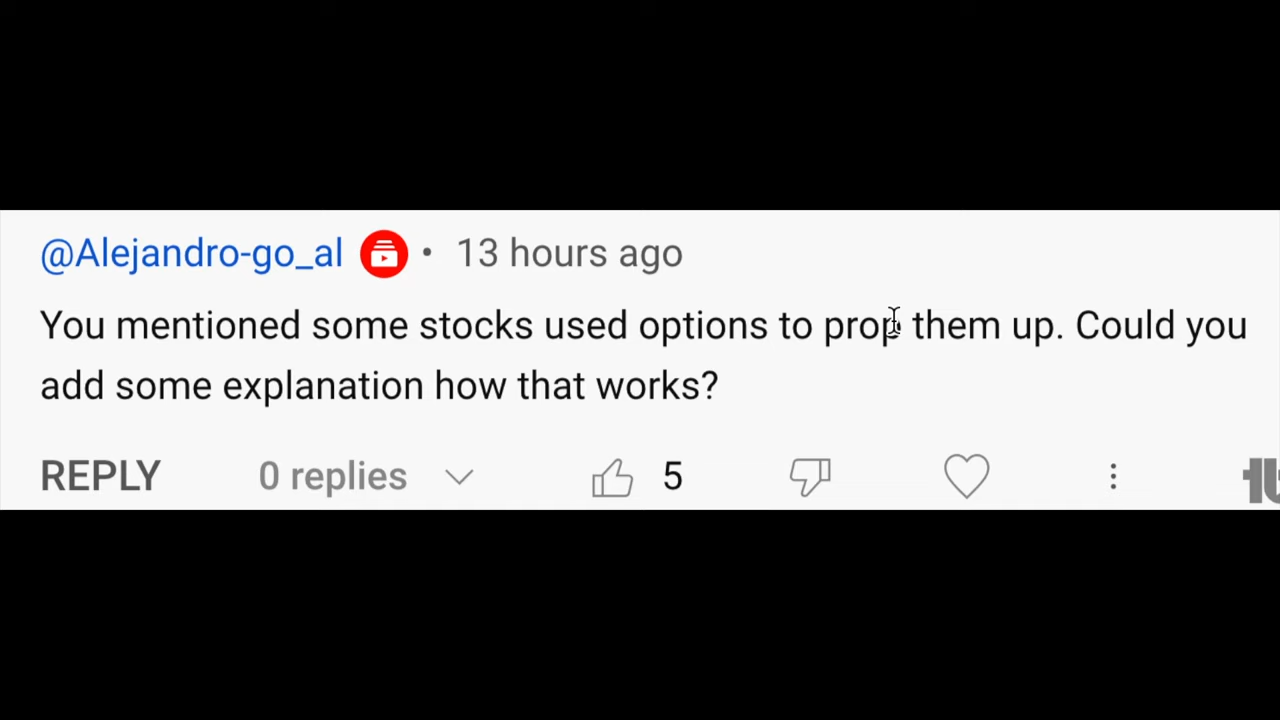 @Alejandro-go_al • 13 hours ago
You mentioned some stocks used options to prop them up. Could you
add some explanation how that works?
REPLY 0 replies 5